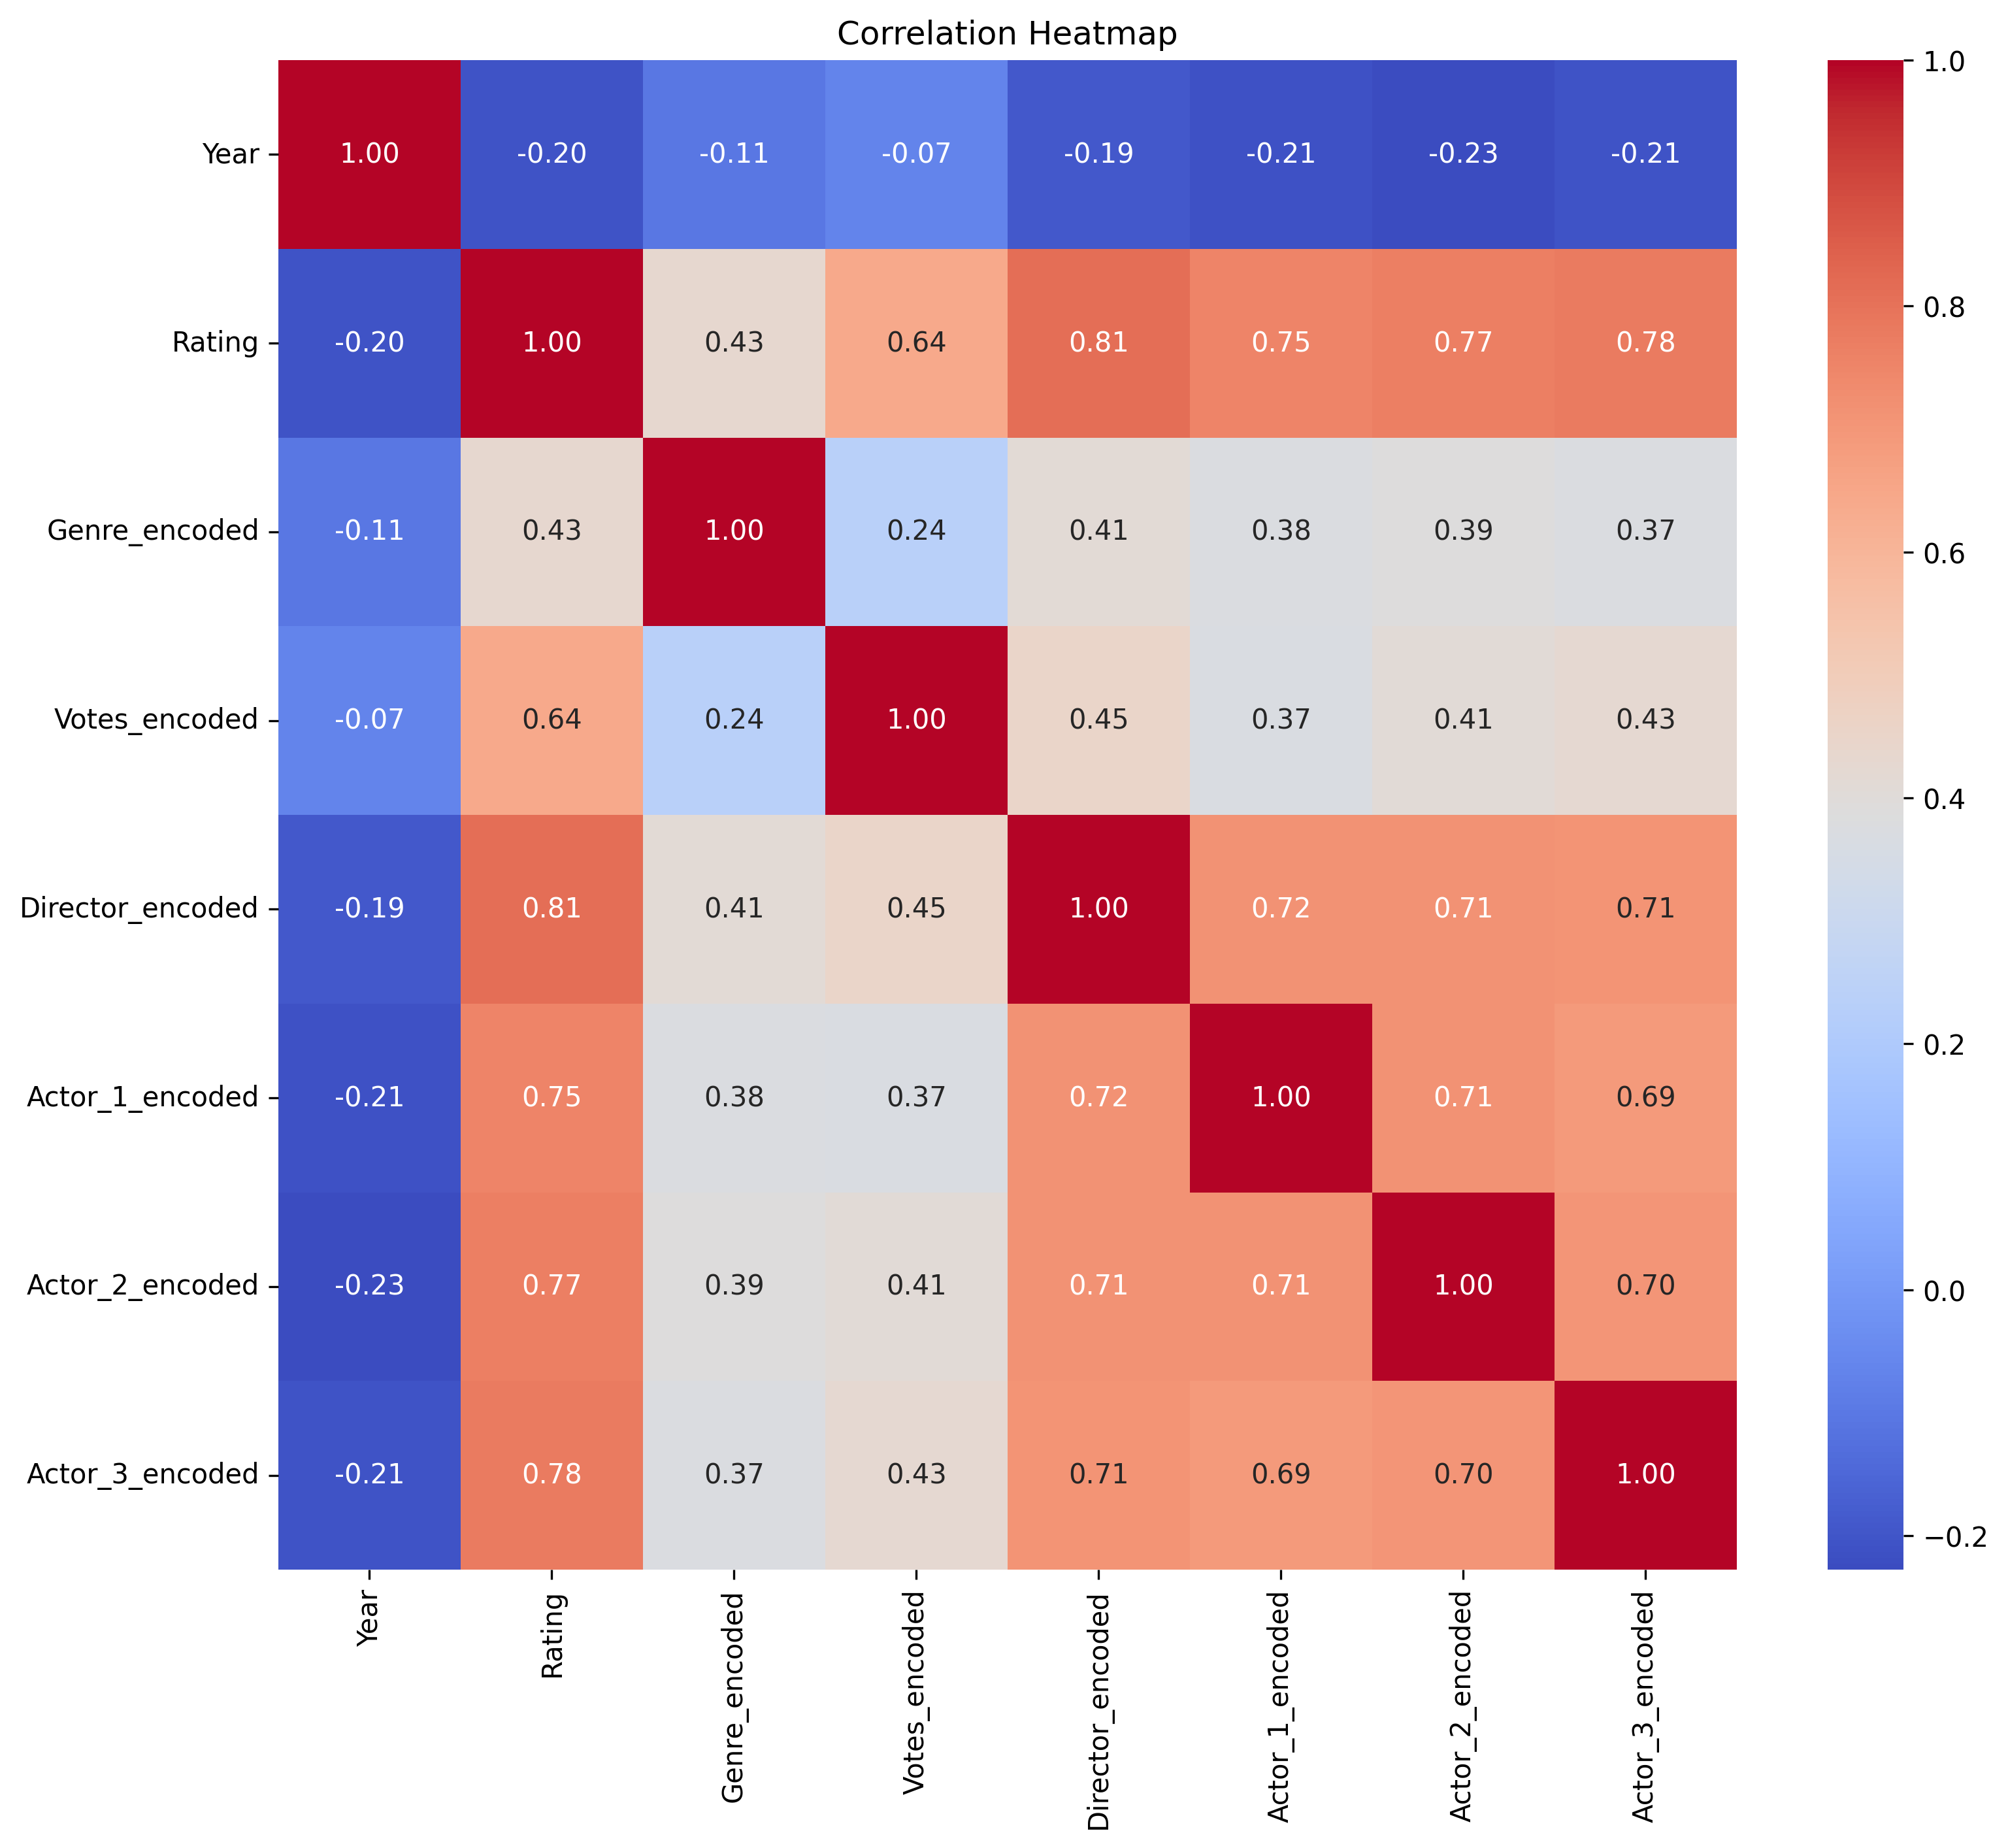 Correlation Heatmap
Year 1.00 -0.20 -0.11 -0.07 -0.19 -0.21 -0.23 -0.21
Rating -0.20 1.00 0.43 0.64 0.81 0.75 0.77 0.78
Genre_encoded -0.11 0.43 1.00 0.24 0.41 0.38 0.39 0.37
Votes_encoded -0.07 0.64 0.24 1.00 0.45 0.37 0.41 0.43
Director_encoded -0.19 0.81 0.41 0.45 1.00 0.72 0.71 0.71
Actor_1_encoded -0.21 0.75 0.38 0.37 0.72 1.00 0.71 0.69
Actor_2_encoded -0.23 0.77 0.39 0.41 0.71 0.71 1.00 0.70
Actor_3_encoded -0.21 0.78 0.37 0.43 0.71 0.69 0.70 1.00
Year
Rating
Genre_encoded
Votes_encoded
Director_encoded
Actor_1_encoded
Actor_2_encoded
Actor_3_encoded
1.0
0.8
0.6
0.4
0.2
0.0
−0.2